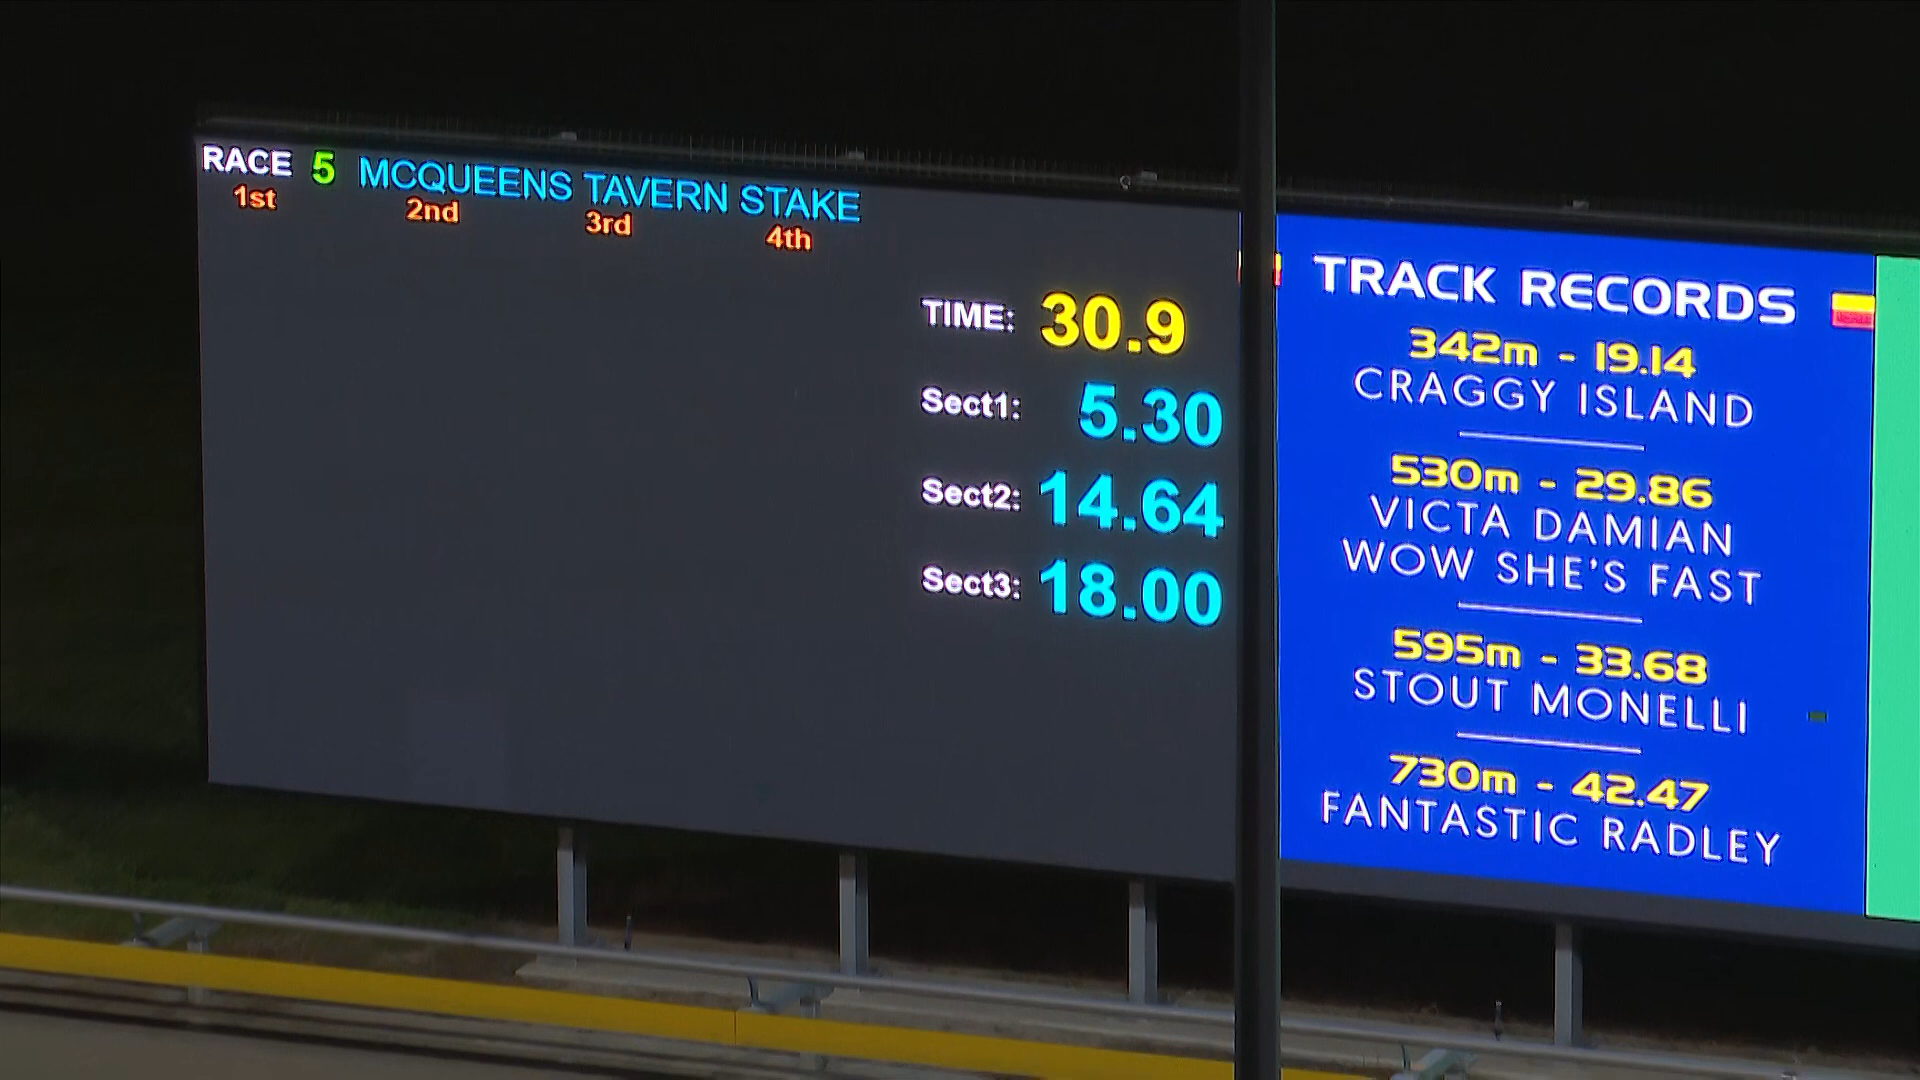 RACE 5 MCQUEENS TAVERN STAKE
1st 2nd 3rd 4th
TIME: 30.9
Sect1: 5.30
Sect2: 14.64
Sect3: 18.00
TRACK RECORDS
342m - 19.14
CRAGGY ISLAND
530m - 29.86
VICTA DAMIAN
WOW SHE'S FAST
595m - 33.68
STOUT MONELLI
730m - 42.47
FANTASTIC RADLEY